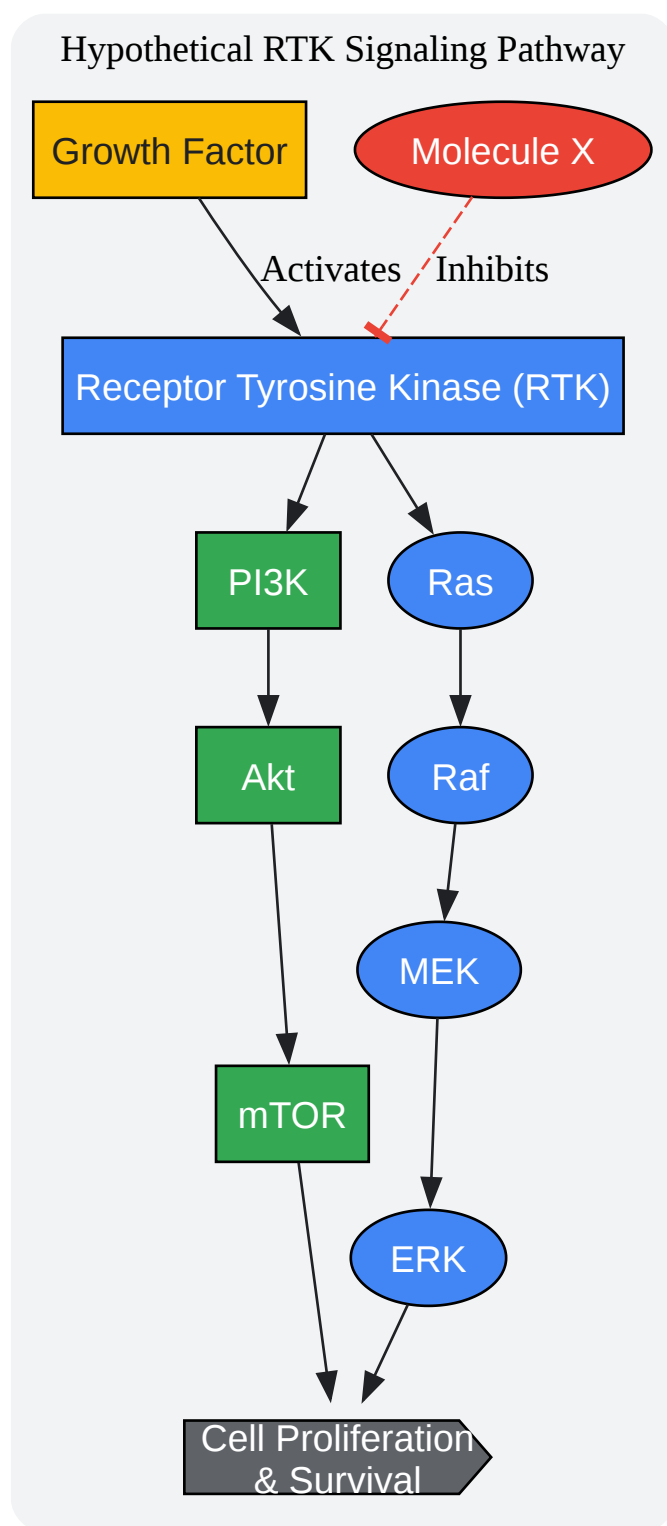 Hypothetical RTK Signaling Pathway
Growth Factor
Molecule X
Activates
Inhibits
Receptor Tyrosine Kinase (RTK)
PI3K
Ras
Akt
Raf
MEK
mTOR
ERK
Cell Proliferation
& Survival